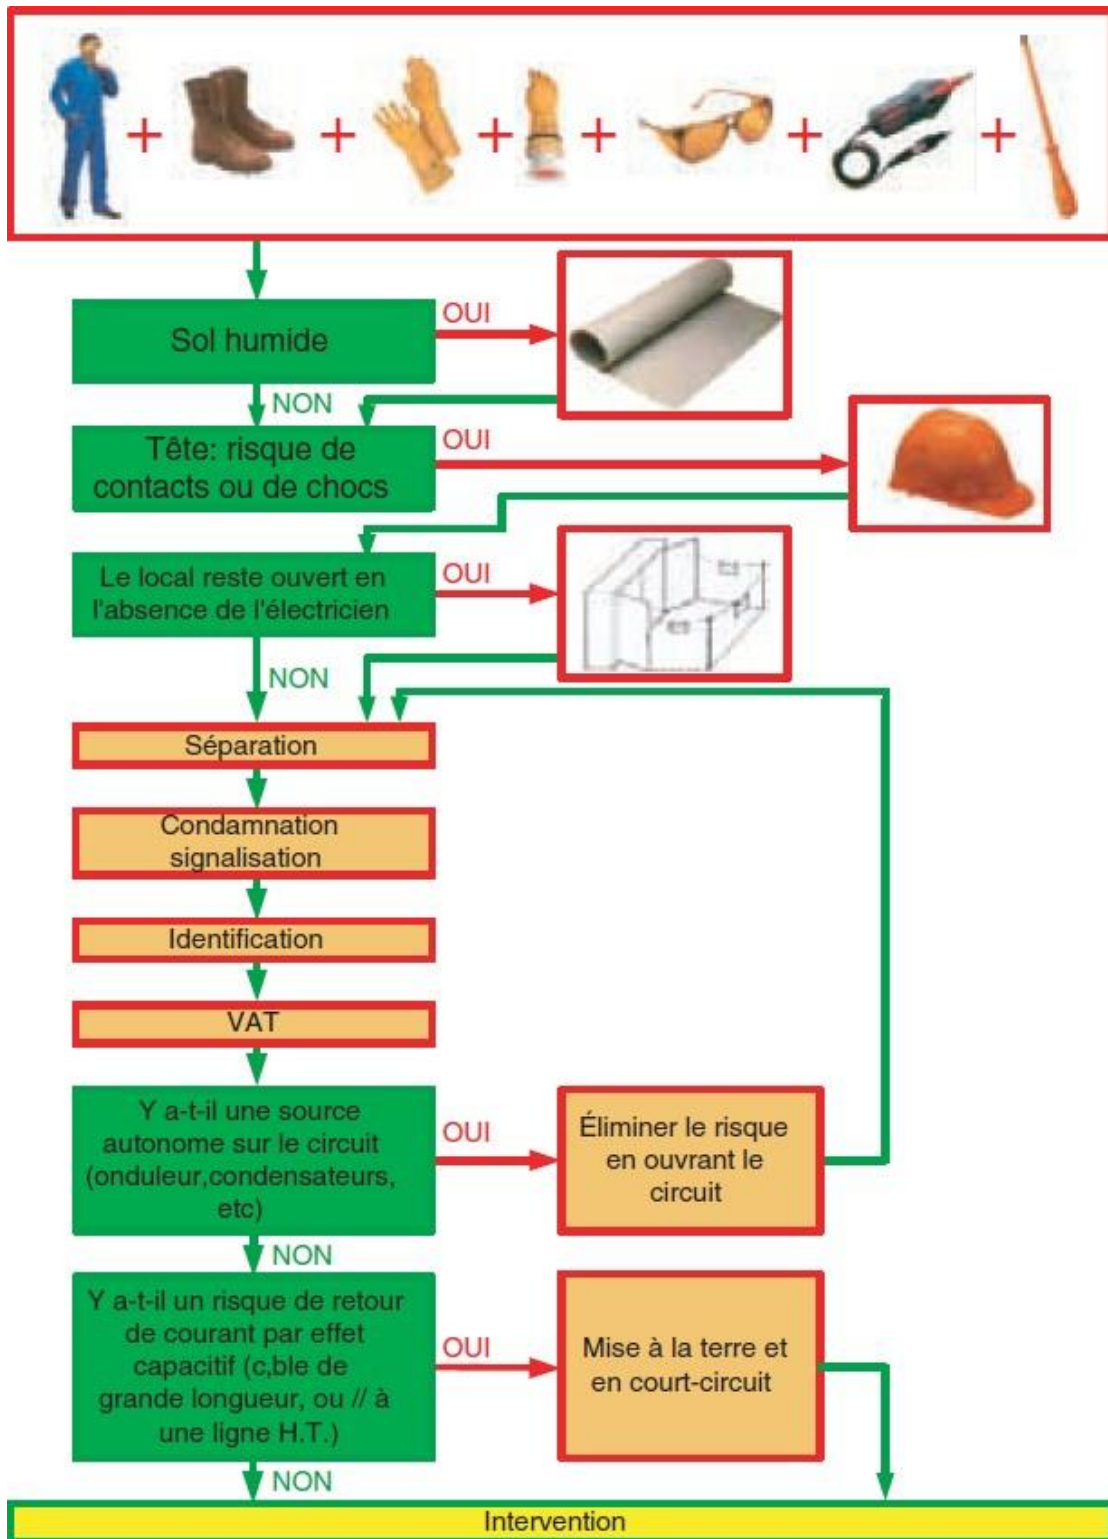 Sol humide
OUI
NON
Tête: risque de
contacts ou de chocs
OUI
Le local reste ouvert en
l'absence de l'électricien
OUI
NON
Séparation
Condamnation
signalisation
Identification
VAT
Y a-t-il une source
autonome sur le circuit
(onduleur,condensateurs,
etc)
OUI
Éliminer le risque
en ouvrant le
circuit
NON
Y a-t-il un risque de retour
de courant par effet
capacitif (c,ble de
grande longueur, ou // à
une ligne H.T.)
OUI
Mise à la terre et
en court-circuit
NON
Intervention